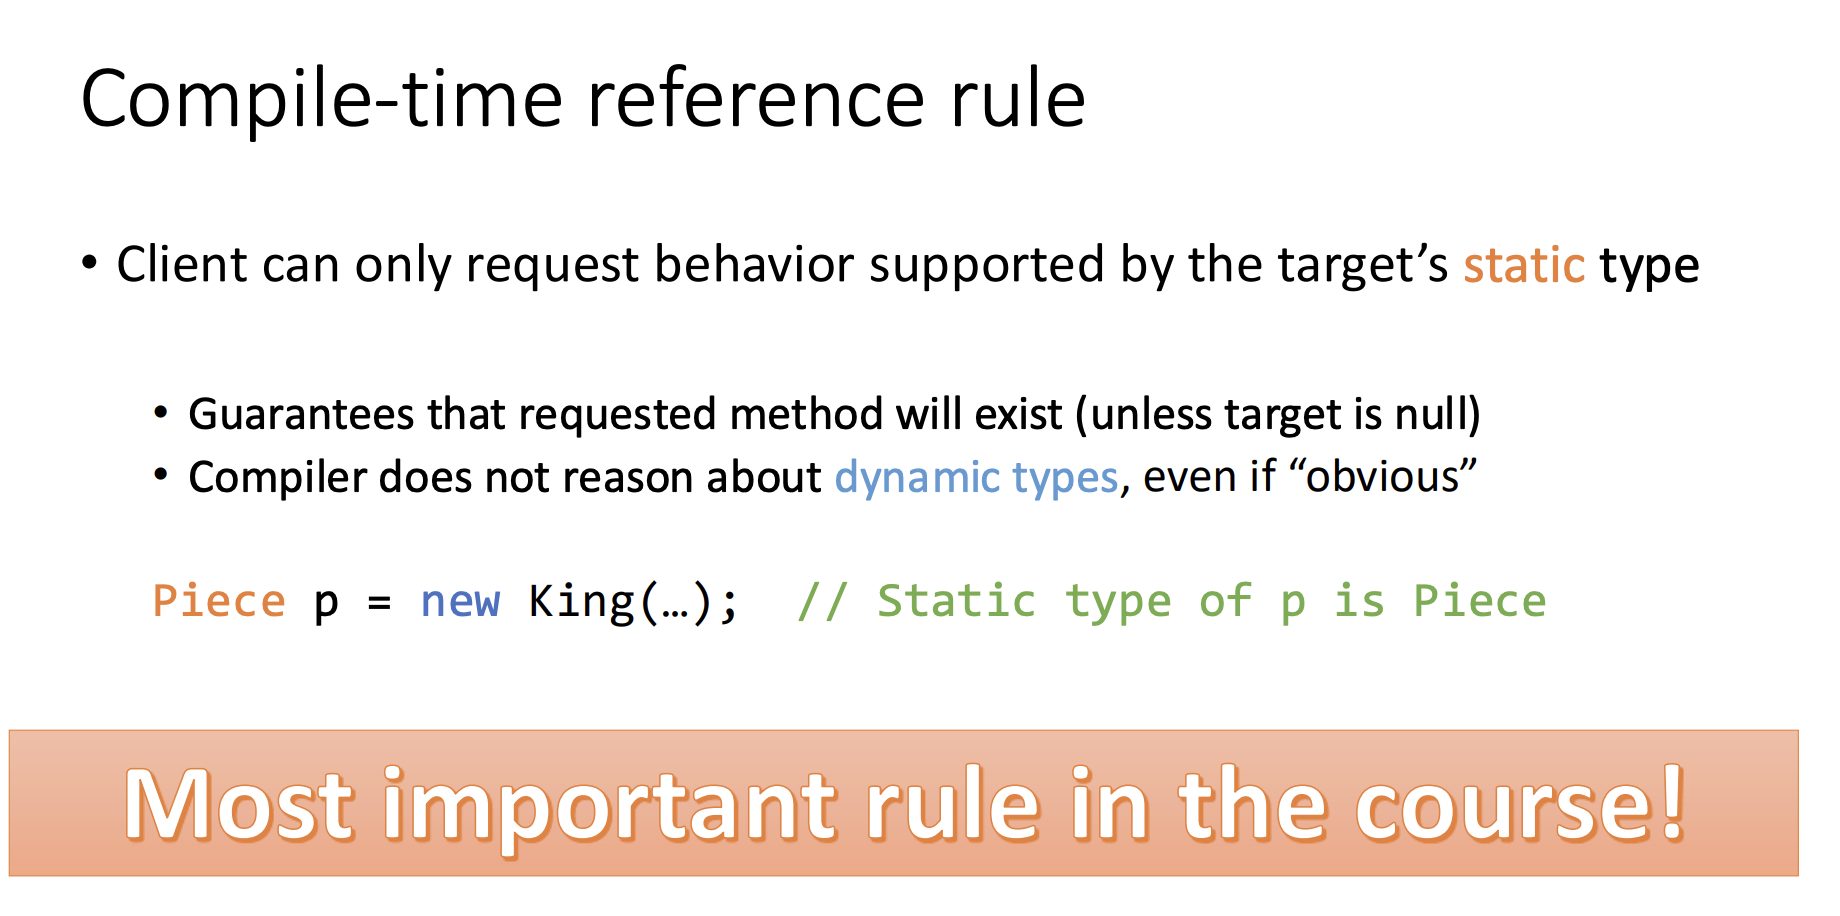 Compile-time reference rule
• Client can only request behavior supported by the target’s static type
• Guarantees that requested method will exist (unless target is null)
• Compiler does not reason about dynamic types, even if “obvious”
Piece p = new King(…);  // Static type of p is Piece
Most important rule in the course!